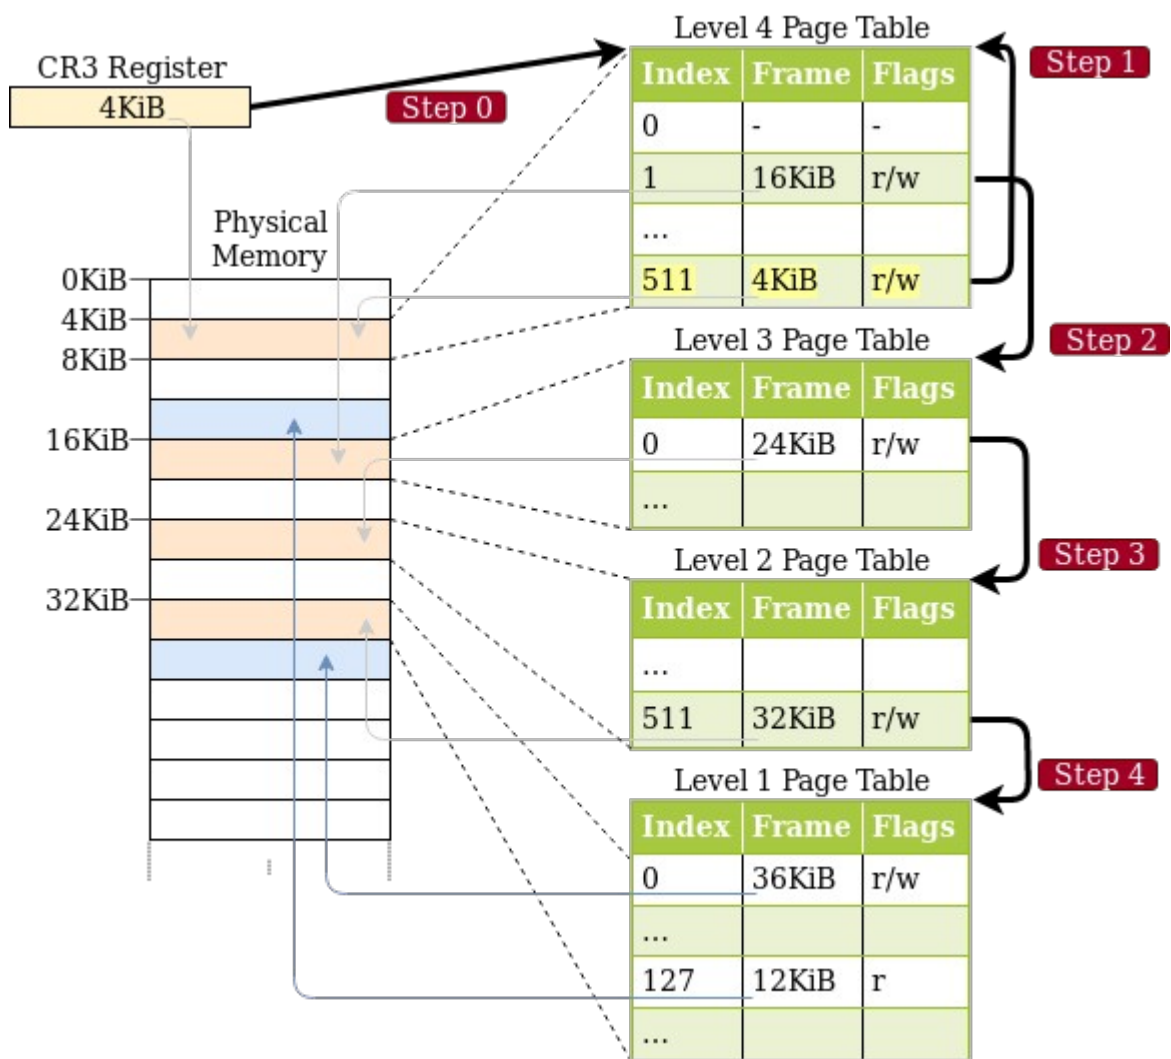 Level 4 Page Table
CR3 Register
4KiB
Step 0
Step 1
Index Frame Flags
0 - -
1 16KiB r/w
...
511 4KiB r/w
Physical
Memory
0KiB
4KiB
8KiB
16KiB
24KiB
32KiB
Step 2
Level 3 Page Table
Index Frame Flags
0 24KiB r/w
...
Step 3
Level 2 Page Table
Index Frame Flags
...
511 32KiB r/w
Step 4
Level 1 Page Table
Index Frame Flags
0 36KiB r/w
...
127 12KiB r
...